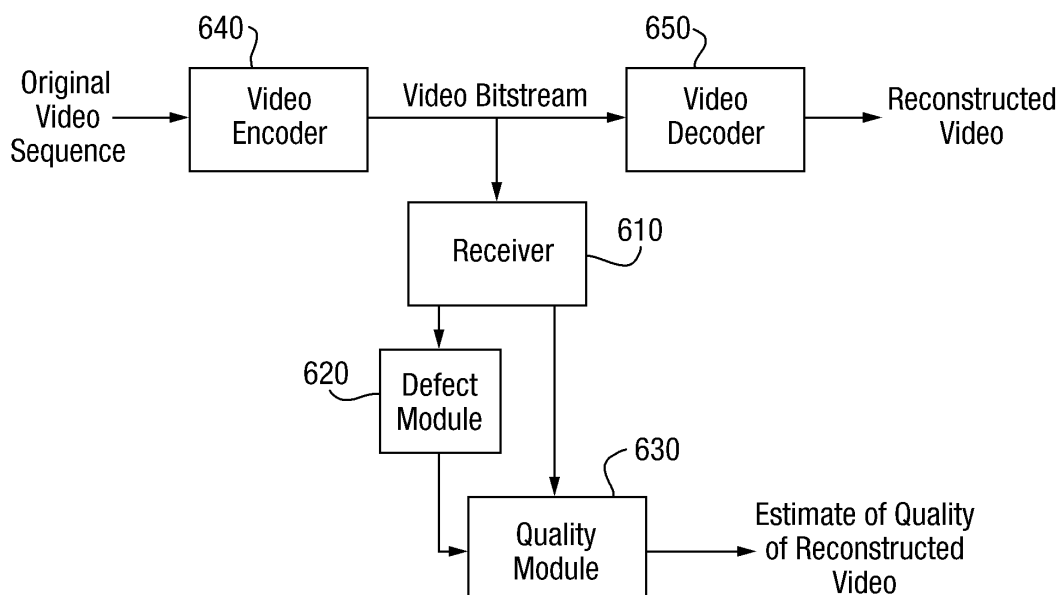 640
650
Original
Video
Sequence
Video
Encoder
Video Bitstream
Video
Decoder
Reconstructed
Video
Receiver
610
620
Defect
Module
630
Quality
Module
Estimate of Quality
of Reconstructed
Video